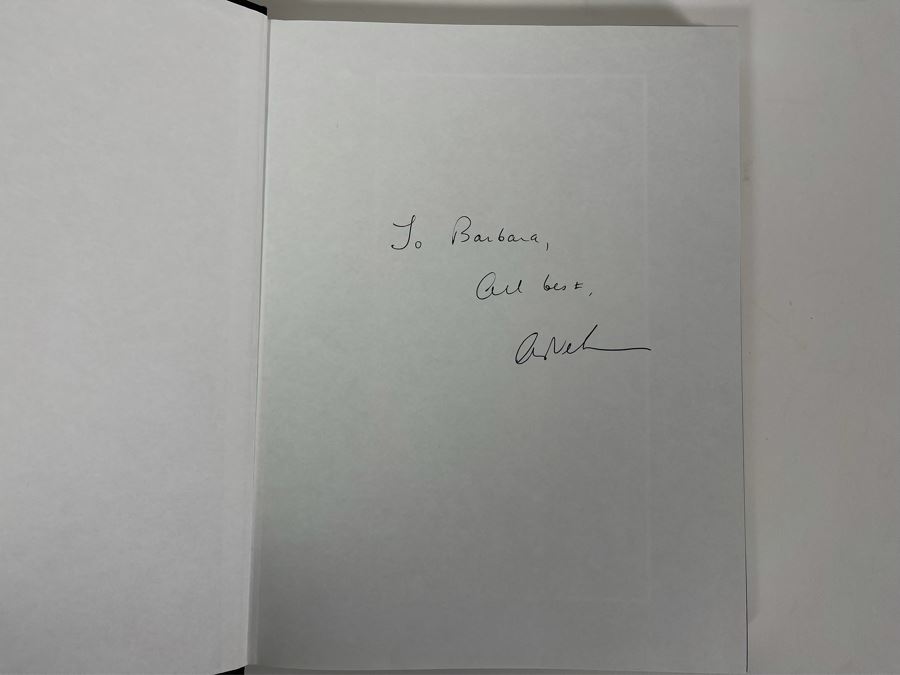 To Barbara,
All best,